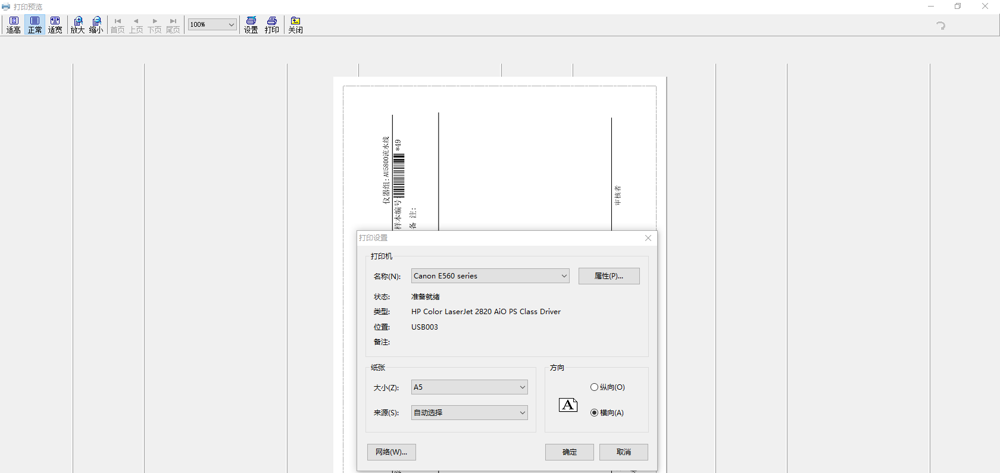 打印预览
适高 正常 适宽 放大 缩小 首页 上页 下页 尾页 100% 设置 打印 关闭
仪器组:AU5800流水线
样本编号: *49
备 注:
审核者
打印设置
打印机
名称(N): Canon E560 series 属性(P)...
状态: 准备就绪
类型: HP Color LaserJet 2820 AiO PS Class Driver
位置: USB003
备注:
纸张
大小(Z): A5
来源(S): 自动选择
方向
A
纵向(O)
横向(A)
网络(W)... 确定 取消